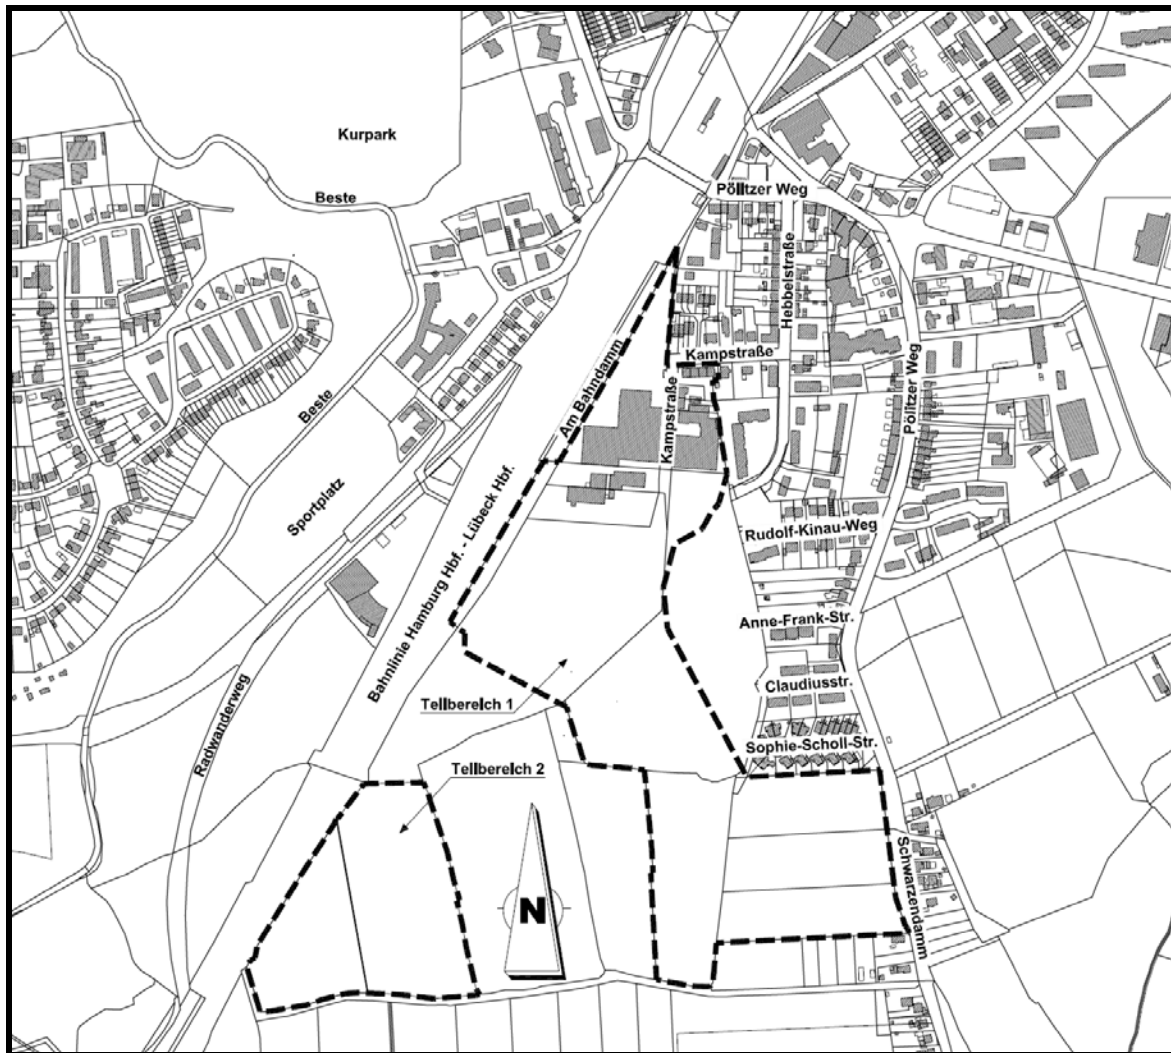 Kurpark
Beste
Pölitzer Weg
Hebbelstraße
Kampstraße
Am Bahndamm
Kampstraße
Pölitzer Weg
Beste
Sportplatz
Bahnlinie Hamburg Hbf. - Lübeck Hbf.
Rudolf-Kinau-Weg
Anne-Frank-Str.
Claudiusstr.
Radwanderweg
Teilbereich 1
Sophie-Scholl-Str.
Teilbereich 2
Schwarzendamm
N